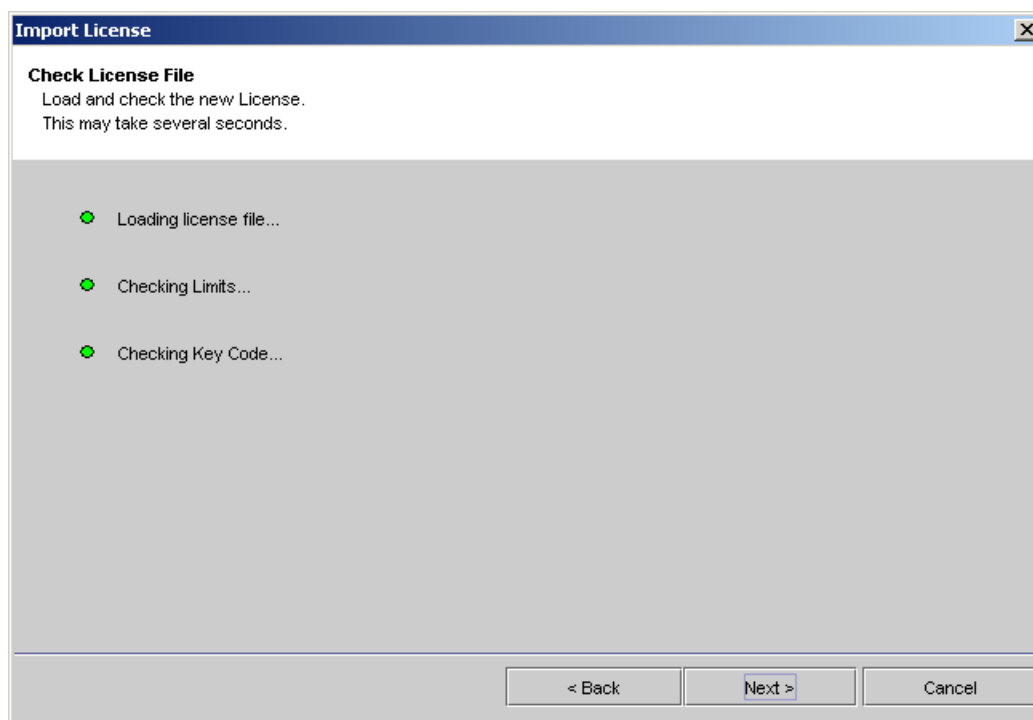 Import License
Check License File
Load and check the new License.
This may take several seconds.
Loading license file...
Checking Limits...
Checking Key Code...
< Back
Next >
Cancel